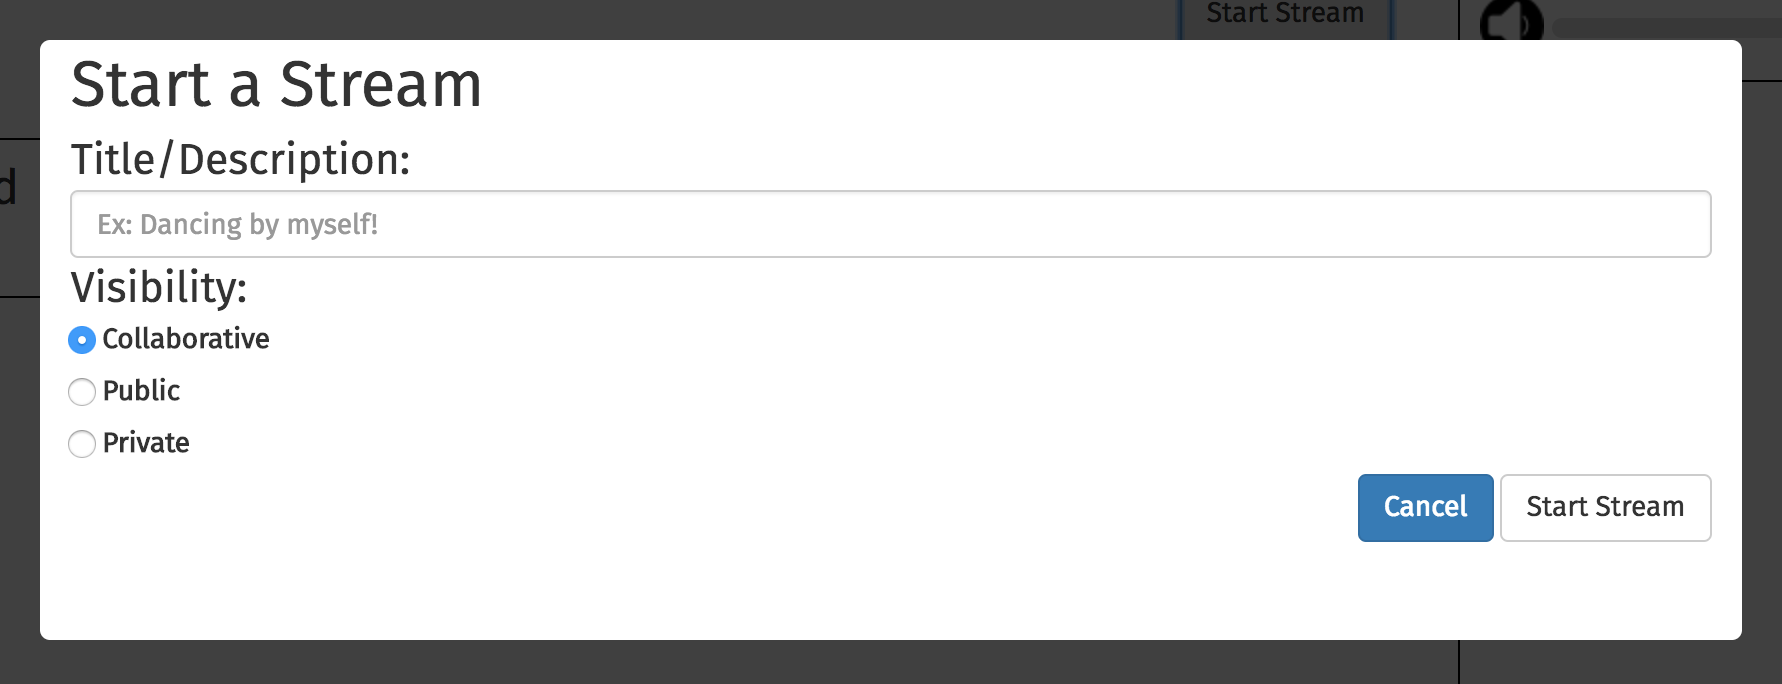 Start Stream
Start a Stream
Title/Description:
d
Ex: Dancing by myself!
Visibility:
Collaborative
Public
Private
Cancel
Start Stream